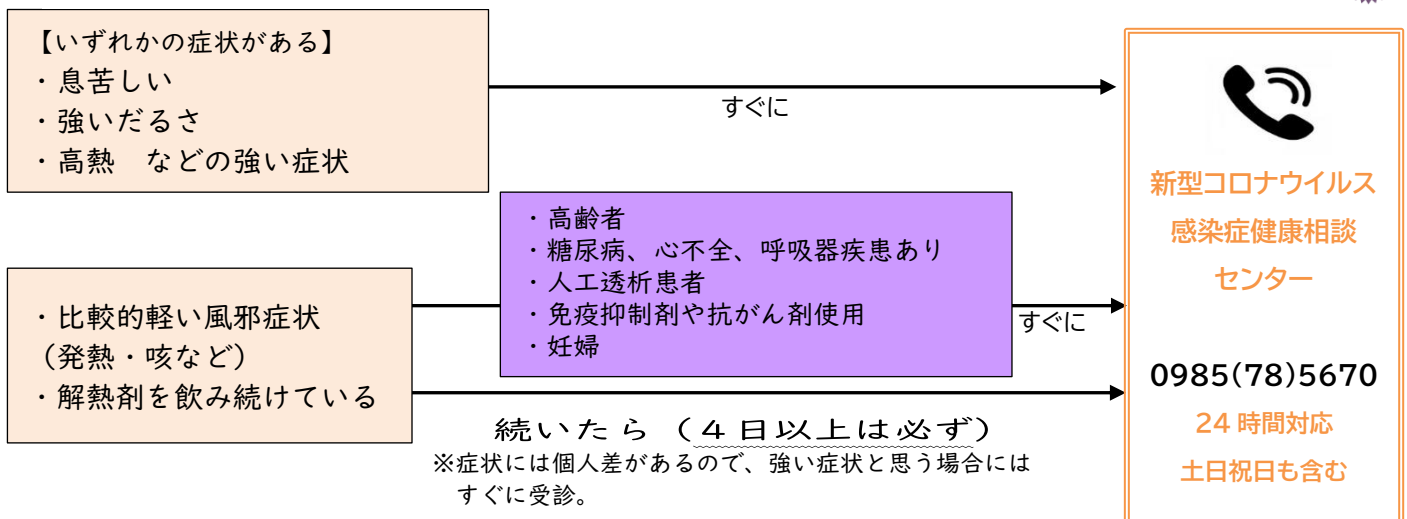 【いずれかの症状がある】
・息苦しい
・強いだるさ
・高熱　などの強い症状
すぐに
・比較的軽い風邪症状
（発熱・咳など）
・解熱剤を飲み続けている
・高齢者
・糖尿病、心不全、呼吸器疾患あり
・人工透析患者
・免疫抑制剤や抗がん剤使用
・妊婦
すぐに
続いたら（４日以上は必ず）
※症状には個人差があるので、強い症状と思う場合には
すぐに受診。
新型コロナウイルス
感染症健康相談
センター
0985(78)5670
24 時間対応
土日祝日も含む